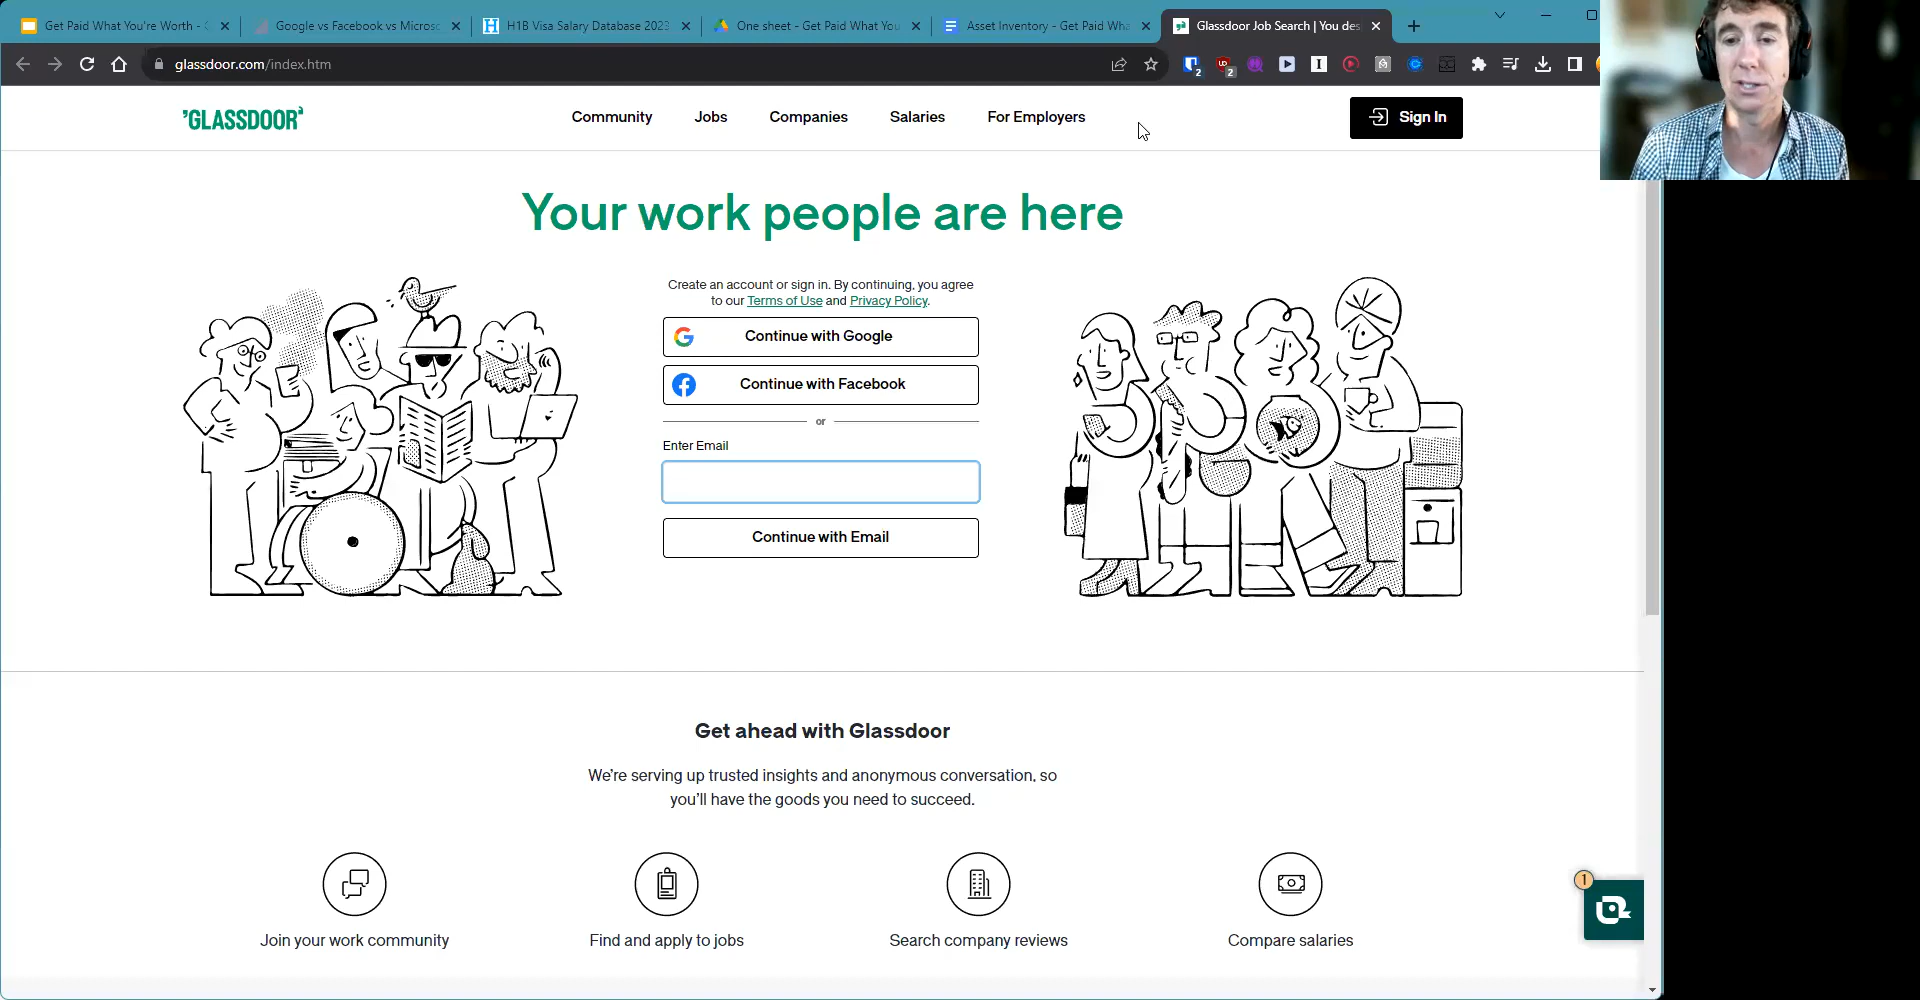 Get Paid What You're Worth -
Google vs Facebook vs Microso
H1B Visa Salary Database 2023
One sheet - Get Paid What You
Asset Inventory - Get Paid Wha
Glassdoor Job Search | You des
glassdoor.com/index.htm
GLASSDOOR
Community
Jobs
Companies
Salaries
For Employers
Sign In
Your work people are here
Create an account or sign in. By continuing, you agree
to our Terms of Use and Privacy Policy.
Continue with Google
Continue with Facebook
or
Enter Email
Continue with Email
Get ahead with Glassdoor
We're serving up trusted insights and anonymous conversation, so
you'll have the goods you need to succeed.
1
Join your work community
Find and apply to jobs
Search company reviews
Compare salaries